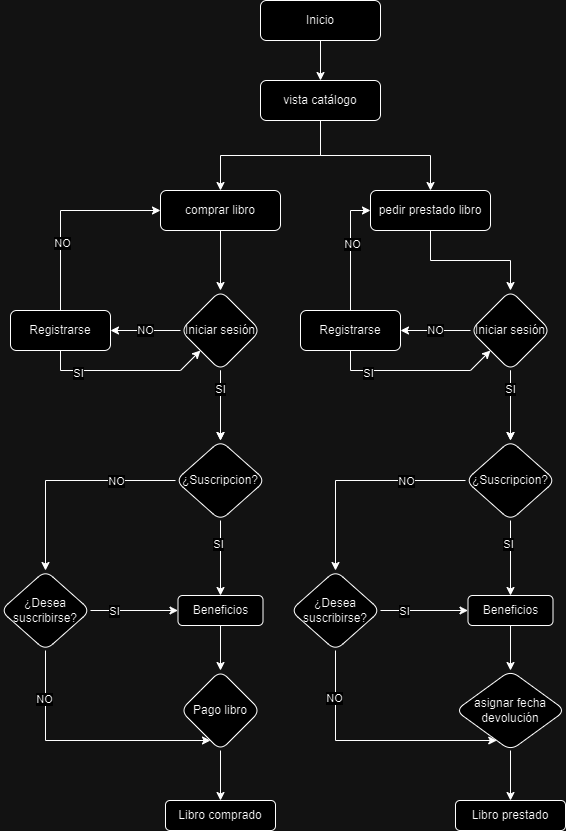 Inicio
vista catálogo
comprar libro
pedir prestado libro
NO
NO
Registrarse
NO
Iniciar sesión
Registrarse
NO
Iniciar sesión
SI
SI
SI
SI
NO
¿Suscripcion?
NO
¿Suscripcion?
SI
SI
¿Desea
suscribirse?
SI
Beneficios
¿Desea
suscribirse?
SI
Beneficios
NO
Pago libro
NO
asignar fecha
devolución
Libro comprado
Libro prestado